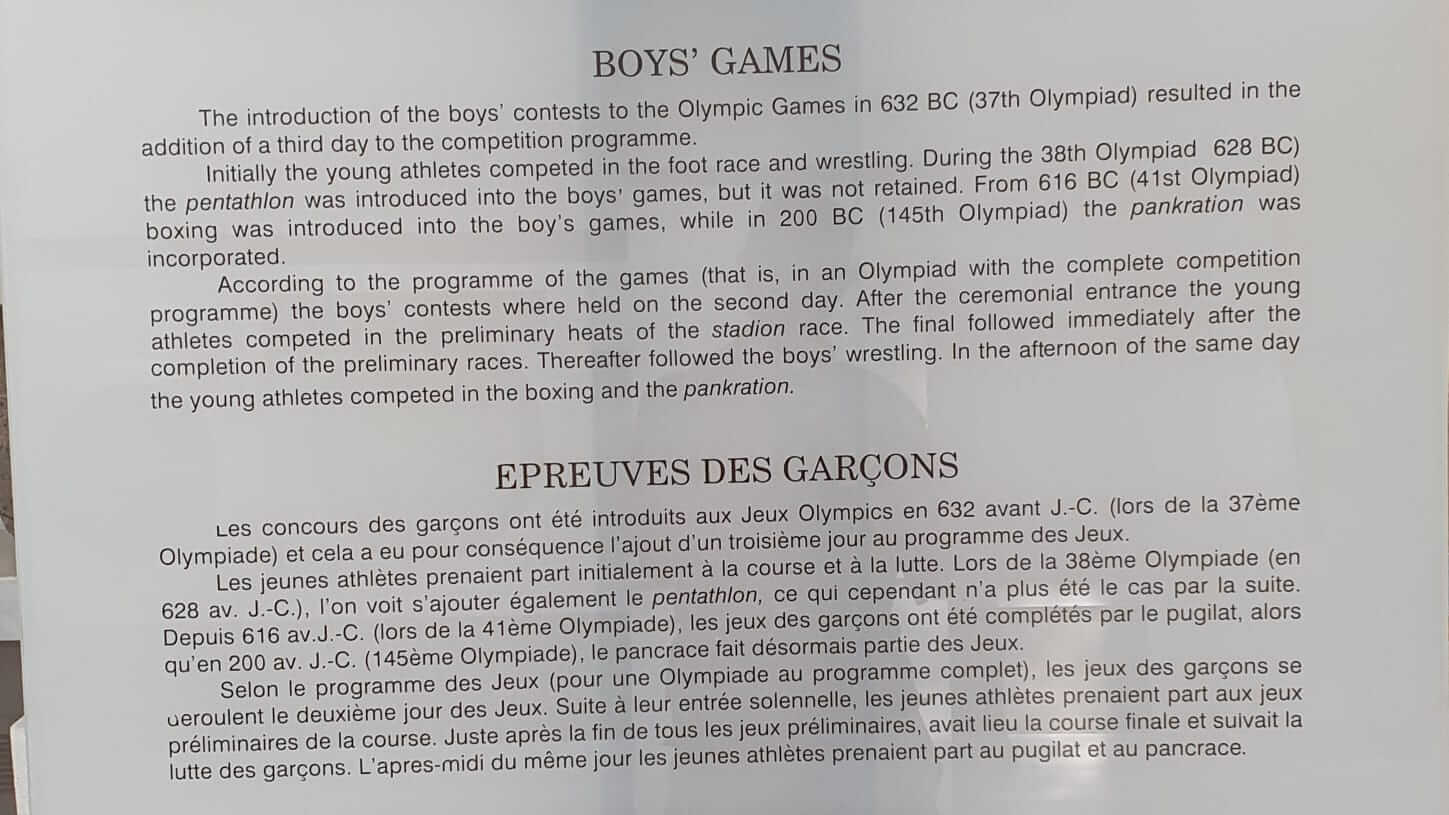 BOYS’ GAMES
The introduction of the boys’ contests to the Olympic Games in 632 BC (37th Olympiad) resulted in the
addition of a third day to the competition programme.
Initially the young athletes competed in the foot race and wrestling. During the 38th Olympiad 628 BC)
the pentathlon was introduced into the boys’ games, but it was not retained. From 616 BC (41st Olympiad)
boxing was introduced into the boy’s games, while in 200 BC (145th Olympiad) the pankration was
incorporated.
According to the programme of the games (that is, in an Olympiad with the complete competition
programme) the boys’ contests where held on the second day. After the ceremonial entrance the young
athletes competed in the preliminary heats of the stadion race. The final followed immediately after the
completion of the preliminary races. Thereafter followed the boys’ wrestling. In the afternoon of the same day
the young athletes competed in the boxing and the pankration.
EPREUVES DES GARÇONS
Les concours des garçons ont été introduits aux Jeux Olympics en 632 avant J.-C. (lors de la 37ème
Olympiade) et cela a eu pour conséquence l’ajout d’un troisième jour au programme des Jeux.
Les jeunes athlètes prenaient part initialement à la course et à la lutte. Lors de la 38ème Olympiade (en
628 av. J.-C.), l’on voit s’ajouter également le pentathlon, ce qui cependant n’a plus été le cas par la suite.
Depuis 616 av.J.-C. (lors de la 41ème Olympiade), les jeux des garçons ont été complétés par le pugilat, alors
qu’en 200 av. J.-C. (145ème Olympiade), le pancrace fait désormais partie des Jeux.
Selon le programme des Jeux (pour une Olympiade au programme complet), les jeux des garçons se
deroulent le deuxième jour des Jeux. Suite à leur entrée solennelle, les jeunes athlètes prenaient part aux jeux
préliminaires de la course. Juste après la fin de tous les jeux préliminaires, avait lieu la course finale et suivait la
lutte des garçons. L’apres-midi du même jour les jeunes athlètes prenaient part au pugilat et au pancrace.